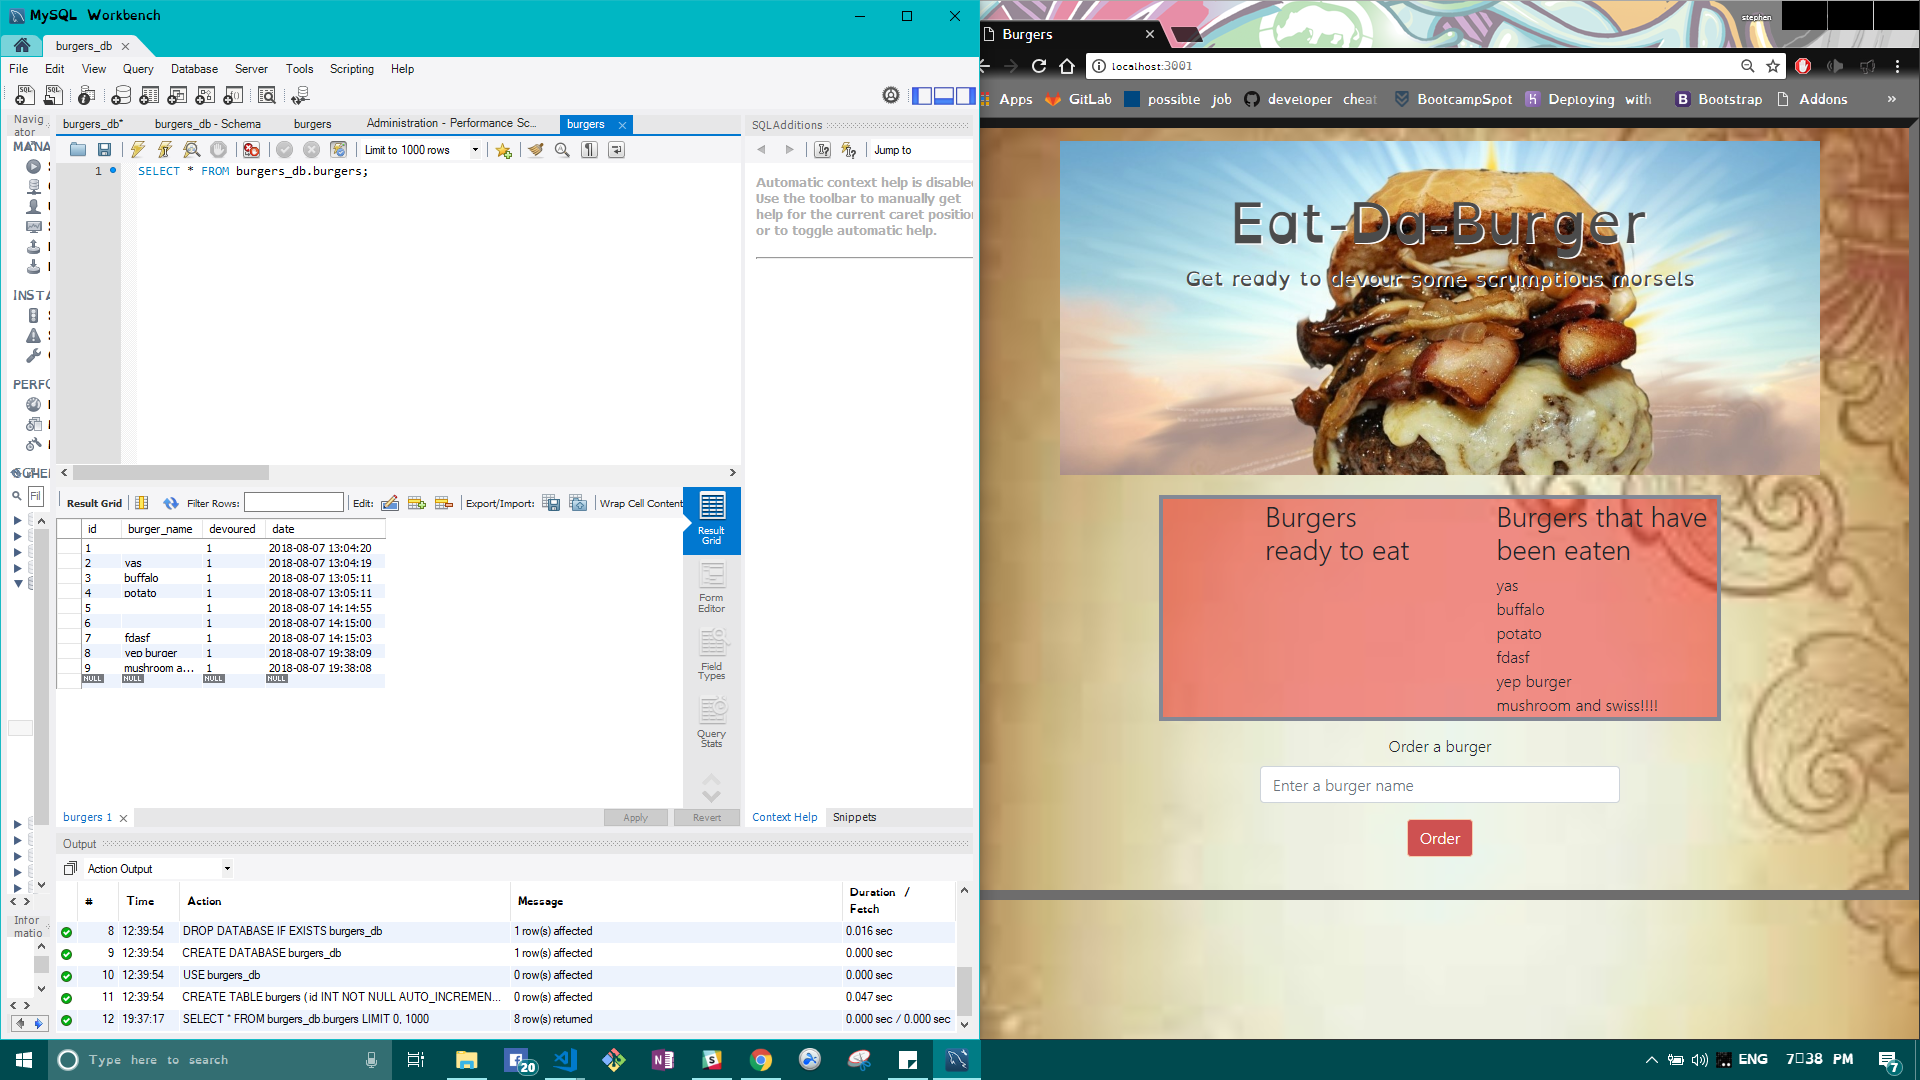 MySQL Workbench
burgers_db
File Edit View Query Database Server Tools Scripting Help
Navig
ator
burgers_db* burgers_db - Schema burgers Administration - Performance Sc... burgers
Limit to 1000 rows
1 SELECT * FROM burgers_db.burgers;
MANA
INSTA
PERFO
SCHEM
Fil
Infor
matio
SQLAdditions
Jump to
Automatic context help is disabled
Use the toolbar to manually get
help for the current caret position
or to toggle automatic help.
Result Grid Filter Rows: Edit: Export/Import: Wrap Cell Content
id burger_name devoured date
1 1 2018-08-07 13:04:20
2 yas 1 2018-08-07 13:04:19
3 buffalo 1 2018-08-07 13:05:11
4 potato 1 2018-08-07 13:05:11
5 1 2018-08-07 14:14:55
6 1 2018-08-07 14:15:00
7 fdasf 1 2018-08-07 14:15:03
8 yep burger 1 2018-08-07 19:38:09
9 mushroom a... 1 2018-08-07 19:38:08
NULL NULL NULL NULL
Result
Grid
Form
Editor
Field
Types
Query
Stats
burgers 1 Apply Revert
Context Help Snippets
Output
Action Output
# Time Action Message Duration / Fetch
8 12:39:54 DROP DATABASE IF EXISTS burgers_db 1 row(s) affected 0.016 sec
9 12:39:54 CREATE DATABASE burgers_db 1 row(s) affected 0.000 sec
10 12:39:54 USE burgers_db 0 row(s) affected 0.000 sec
11 12:39:54 CREATE TABLE burgers ( id INT NOT NULL AUTO_INCREMEN... 0 row(s) affected 0.047 sec
12 19:37:17 SELECT * FROM burgers_db.burgers LIMIT 0, 1000 8 row(s) returned 0.000 sec / 0.000 sec
stephen
Burgers
localhost:3001
Apps GitLab possible job developer cheat BootcampSpot Deploying with Bootstrap Addons »
Eat-Da-Burger
Get ready to devour some scrumptious morsels
Burgers
ready to eat
Burgers that have
been eaten
yas
buffalo
potato
fdasf
yep burger
mushroom and swiss!!!!
Order a burger
Enter a burger name
Order
Type here to search
20
ENG
7:38 PM
7